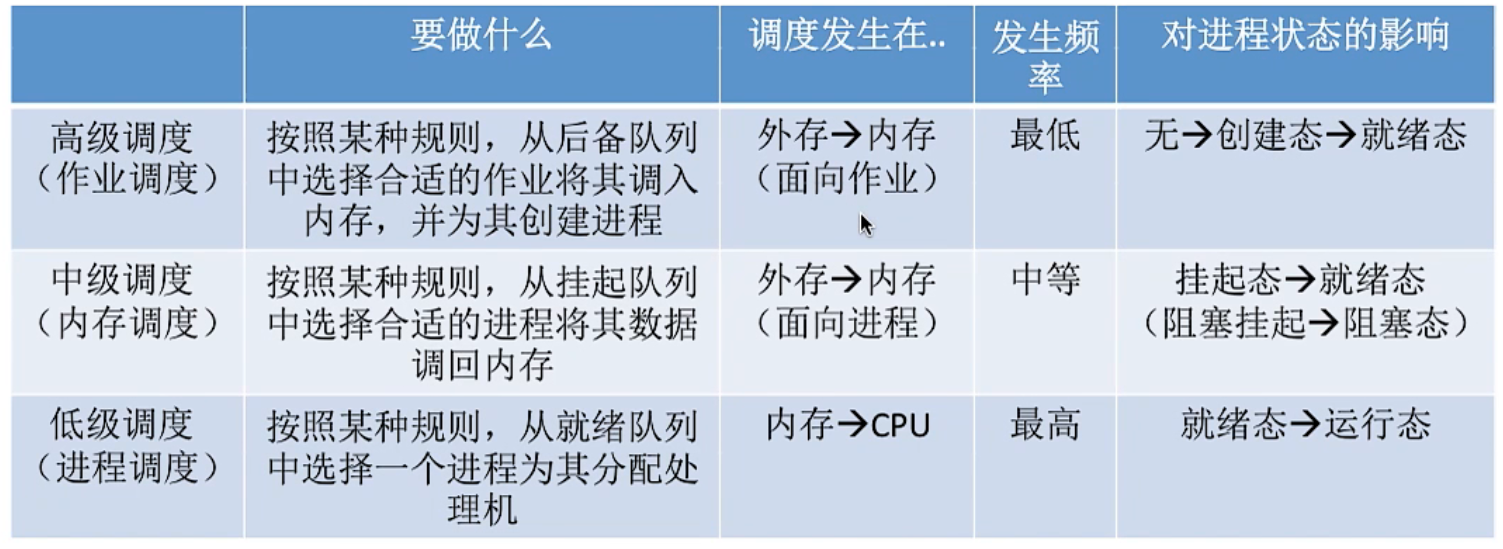 要做什么
调度发生在..
发生频
率
对进程状态的影响
高级调度
（作业调度）
按照某种规则，从后备队列
中选择合适的作业将其调入
内存，并为其创建进程
外存→内存
（面向作业）
最低
无→创建态→就绪态
中级调度
（内存调度）
按照某种规则，从挂起队列
中选择合适的进程将其数据
调回内存
外存→内存
（面向进程）
中等
挂起态→就绪态
（阻塞挂起→阻塞态）
低级调度
（进程调度）
按照某种规则，从就绪队列
中选择一个进程为其分配处
理机
内存→CPU
最高
就绪态→运行态